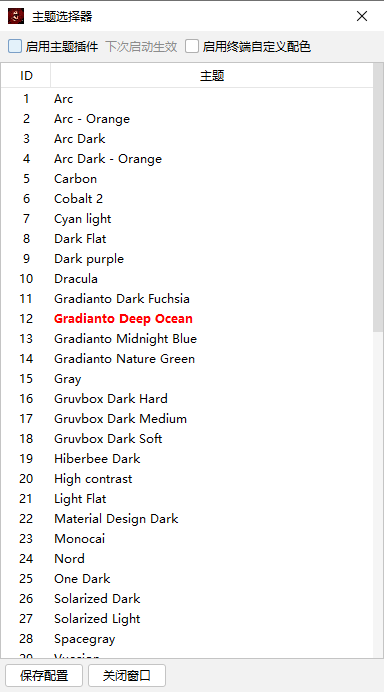 主题选择器
启用主题插件 下次启动生效 启用终端自定义配色
ID 主题
1 Arc
2 Arc - Orange
3 Arc Dark
4 Arc Dark - Orange
5 Carbon
6 Cobalt 2
7 Cyan light
8 Dark Flat
9 Dark purple
10 Dracula
11 Gradianto Dark Fuchsia
12 Gradianto Deep Ocean
13 Gradianto Midnight Blue
14 Gradianto Nature Green
15 Gray
16 Gruvbox Dark Hard
17 Gruvbox Dark Medium
18 Gruvbox Dark Soft
19 Hiberbee Dark
20 High contrast
21 Light Flat
22 Material Design Dark
23 Monocai
24 Nord
25 One Dark
26 Solarized Dark
27 Solarized Light
28 Spacegray
保存配置 关闭窗口